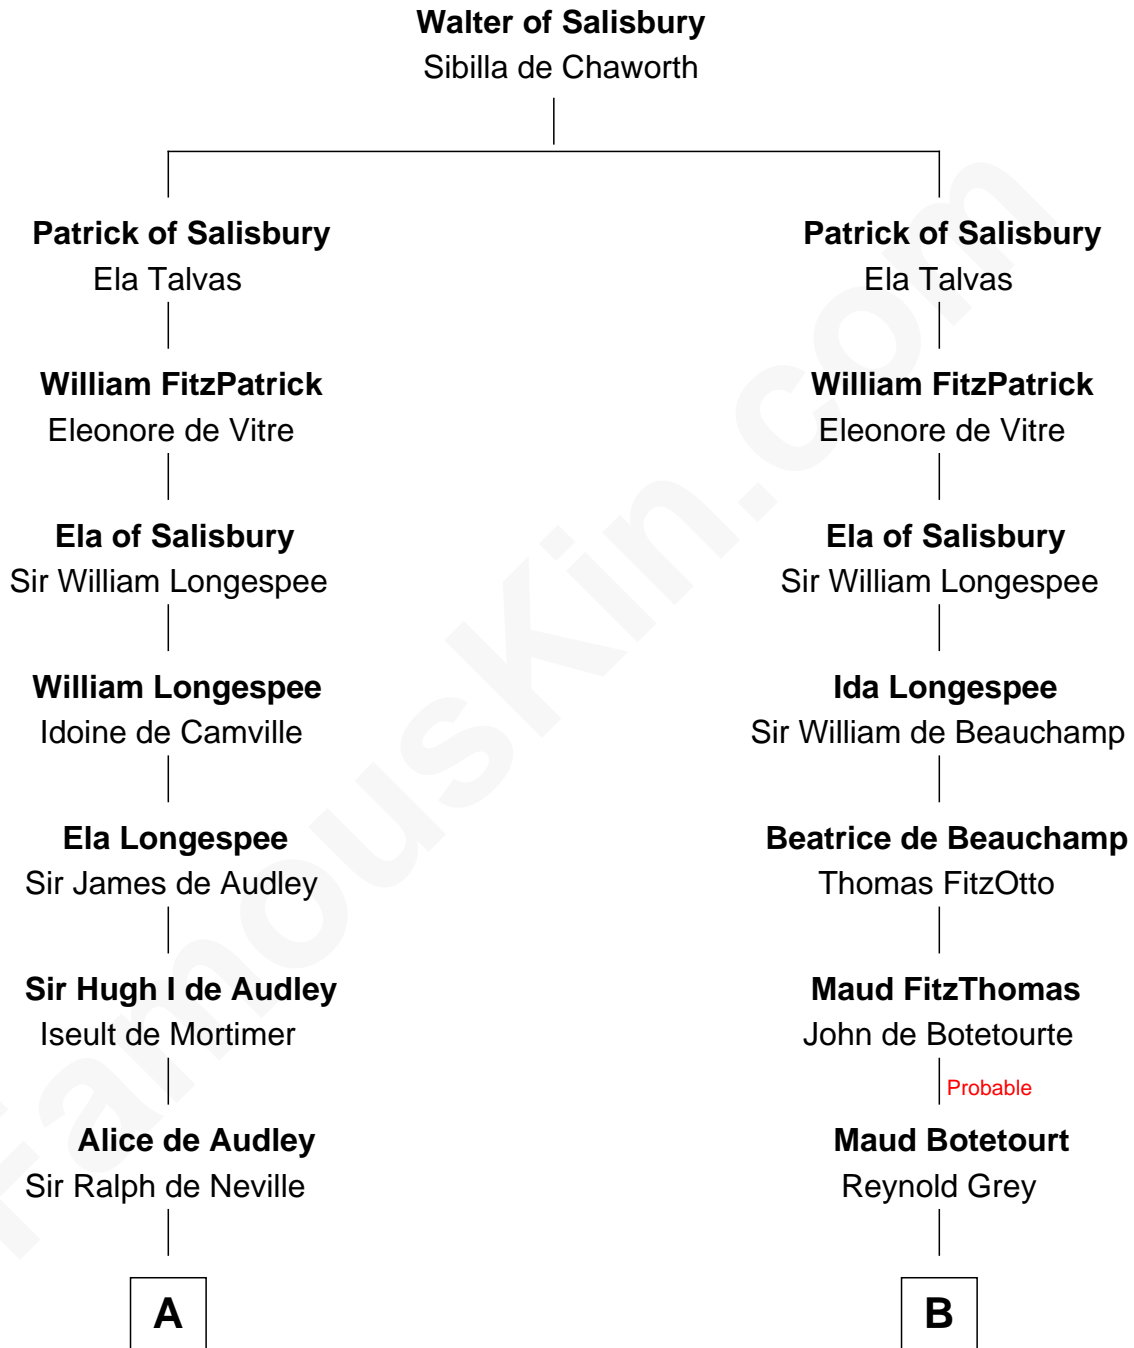 Walter of Salisbury
Sibilla de Chaworth
Patrick of Salisbury
Ela Talvas
Patrick of Salisbury
Ela Talvas
William FitzPatrick
Eleonore de Vitre
William FitzPatrick
Eleonore de Vitre
Ela of Salisbury
Sir William Longespee
Ela of Salisbury
Sir William Longespee
William Longespee
Idoine de Camville
Ida Longespee
Sir William de Beauchamp
Ela Longespee
Sir James de Audley
Beatrice de Beauchamp
Thomas FitzOtto
Sir Hugh I de Audley
Iseult de Mortimer
Maud FitzThomas
John de Botetourte
Probable
Alice de Audley
Sir Ralph de Neville
Maud Botetourt
Reynold Grey
A
B
FamousKin.com